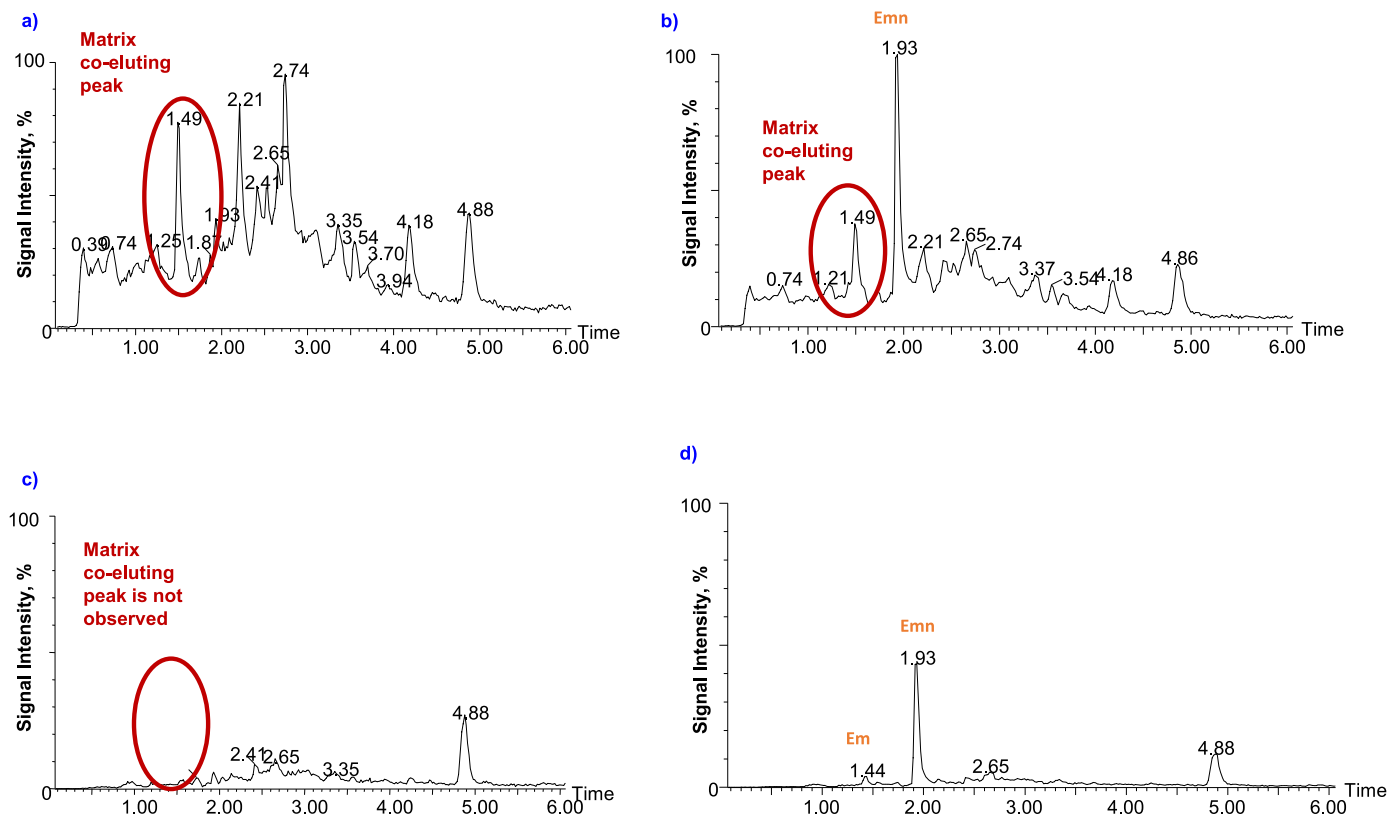 a)
Matrix
co-eluting
peak
100
Signal Intensity, %
0
0.39
0.74
1.25
1.49
1.87
1.93
2.21
2.41
2.65
2.74
3.35
3.54
3.70
3.94
4.18
4.88
1.00
2.00
3.00
4.00
5.00
6.00
Time
b)
Emn
100
Signal Intensity, %
Matrix
co-eluting
peak
0
0.74
1.21
1.49
1.93
2.21
2.65
2.74
3.37
3.54
4.18
4.86
1.00
2.00
3.00
4.00
5.00
6.00
Time
c)
100
Signal Intensity, %
Matrix
co-eluting
peak is not
observed
0
2.41
2.65
3.35
4.88
1.00
2.00
3.00
4.00
5.00
6.00
Time
d)
100
Signal Intensity, %
Emn
1.93
Em
1.44
2.65
4.88
0
1.00
2.00
3.00
4.00
5.00
6.00
Time